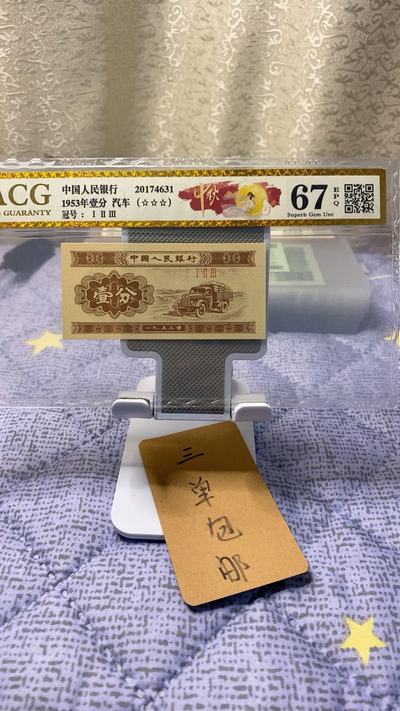 ACG
GUARANTY
中国人民银行 20174631
1953年壹分 汽车 (☆☆☆)
冠号： Ⅰ Ⅱ Ⅲ
中秋
67
EPQ
Superb Gem Unc
中國人民銀行
Ⅰ Ⅱ Ⅲ
壹分
一九五三年
三
单
包
邮